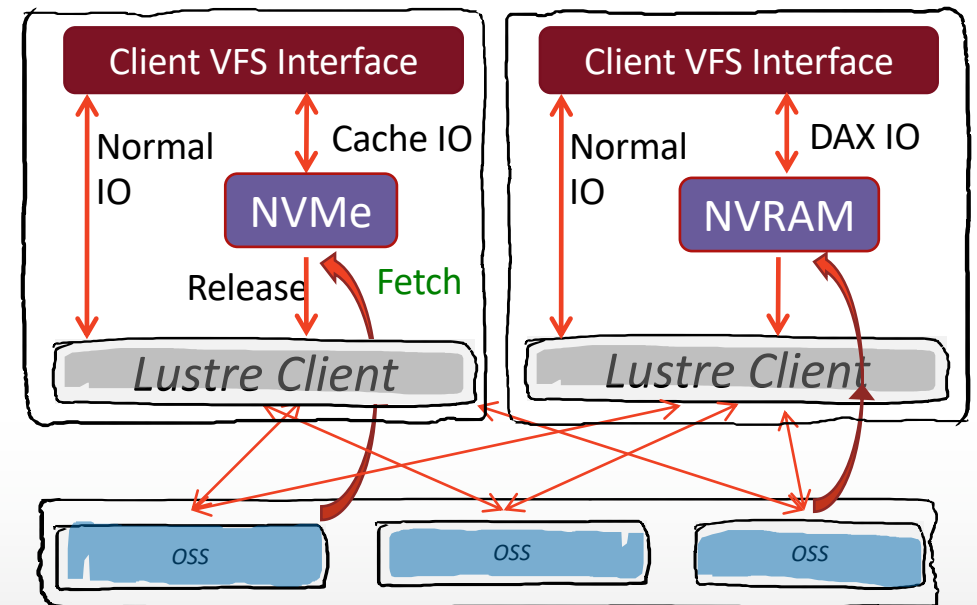 Client VFS Interface
Normal
IO
Cache IO
NVMe
Release
Fetch
Lustre Client
Client VFS Interface
Normal
IO
DAX IO
NVRAM
Lustre Client
OSS
OSS
OSS